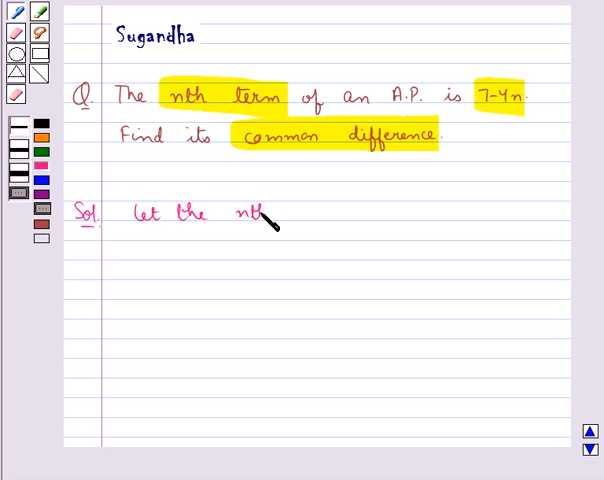 Sugandha
Q. The nth term of an A.P. is 7-4n.
Find its common difference.
Sol. Let the nth